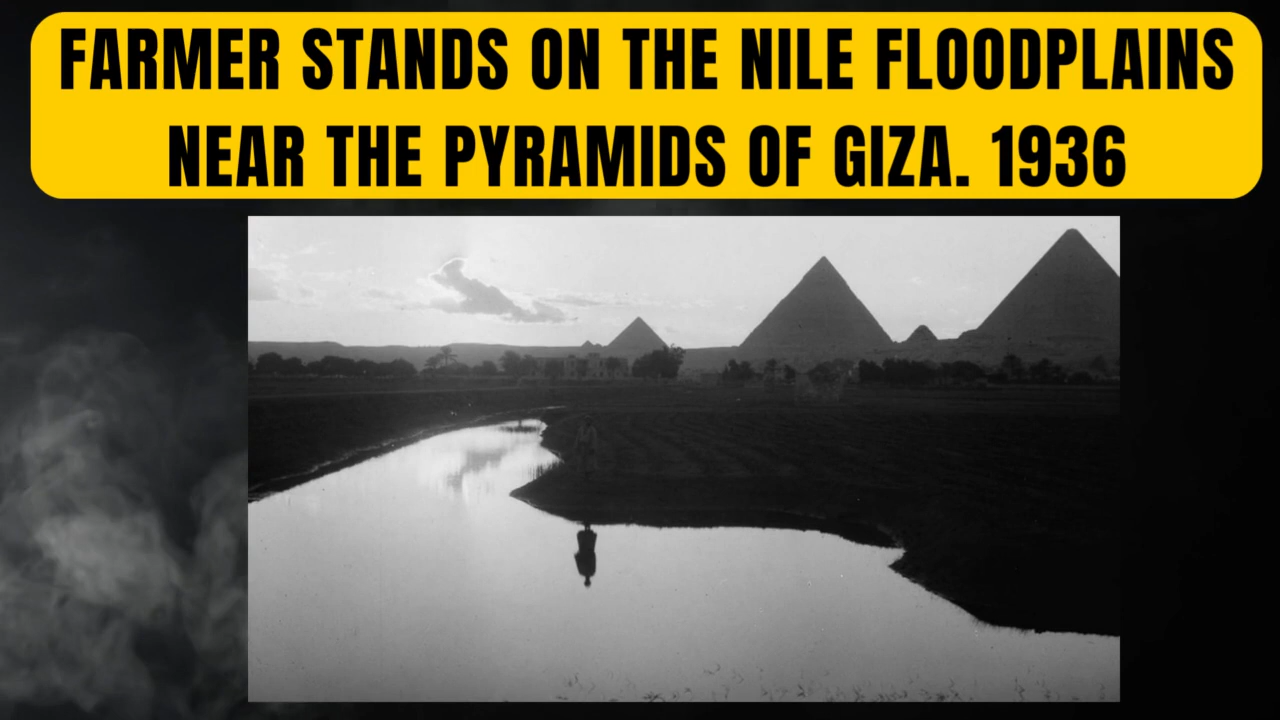 FARMER STANDS ON THE NILE FLOODPLAINS
NEAR THE PYRAMIDS OF GIZA. 1936